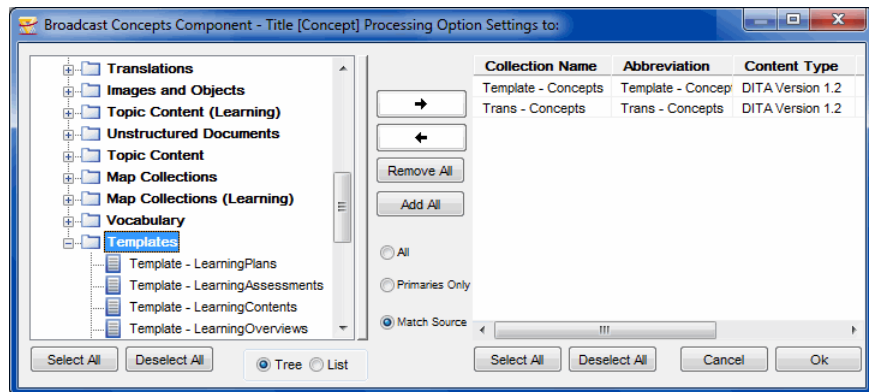 Broadcast Concepts Component - Title [Concept] Processing Option Settings to:
Translations
Images and Objects
Topic Content (Learning)
Unstructured Documents
Topic Content
Map Collections
Map Collections (Learning)
Vocabulary
Templates
Template - LearningPlans
Template - LearningAssessments
Template - LearningContents
Template - LearningOverviews
Select All Deselect All Tree List
Remove All
Add All
All
Primaries Only
Match Source
Collection Name Abbreviation Content Type
Template - Concepts Template - Concep DITA Version 1.2
Trans - Concepts Trans - Concepts DITA Version 1.2
Select All Deselect All Cancel Ok